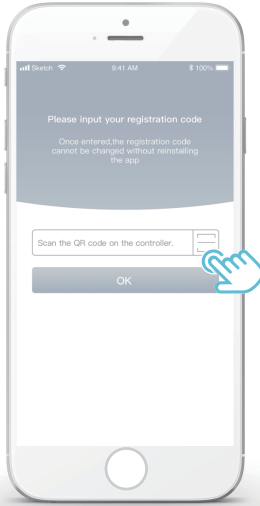 Sketch 9:41 AM 100%
Please input your registration code
Once entered,the registration code
cannot be changed without reinstalling
the app
Scan the QR code on the controller.
OK